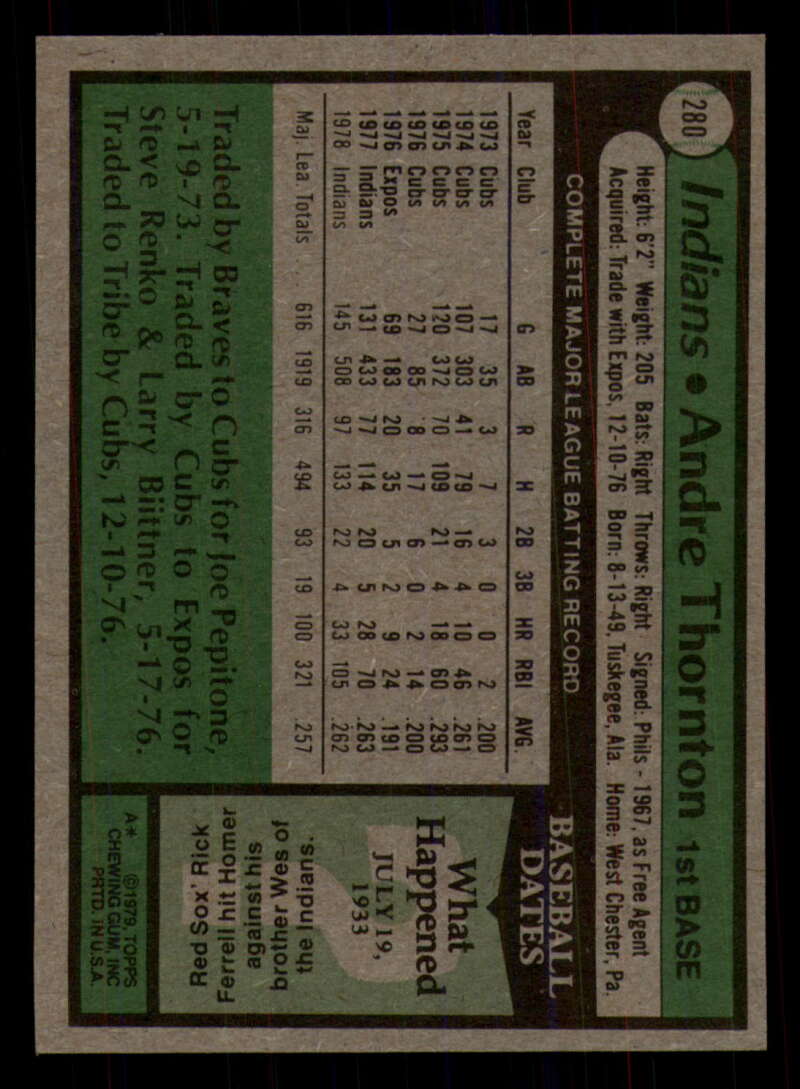 280
Indians • Andre Thornton 1st BASE
Height: 6'2" Weight: 205 Bats: Right Throws: Right Signed: Phils - 1967, as Free Agent
Acquired: Trade with Expos, 12-10-76 Born: 8-13-49, Tuskegee, Ala. Home: West Chester, Pa.
COMPLETE MAJOR LEAGUE BATTING RECORD
Year Club G AB R H 2B 3B HR RBI AVG.
1973 Cubs 17 35 3 7 3 0 0 2 .200
1974 Cubs 107 303 41 79 16 4 10 46 .261
1975 Cubs 120 372 70 109 21 4 18 60 .293
1976 Cubs 27 85 8 17 6 0 2 14 .200
1976 Expos 69 183 20 35 5 2 9 24 .191
1977 Indians 131 433 77 114 20 5 28 70 .263
1978 Indians 145 508 97 133 22 4 33 105 .262
Maj. Lea. Totals . . . 616 1919 316 494 93 19 100 321 .257
Traded by Braves to Cubs for Joe Pepitone,
5-19-73. Traded by Cubs to Expos for
Steve Renko & Larry Biittner, 5-17-76.
Traded to Tribe by Cubs, 12-10-76.
BASEBALL
DATES
What
Happened
JULY 19,
1933
?
Red Sox' Rick
Ferrell hit Homer
against his
brother Wes of
the Indians.
A* ©1979, TOPPS
CHEWING GUM, INC
PRTD. IN U.S.A.